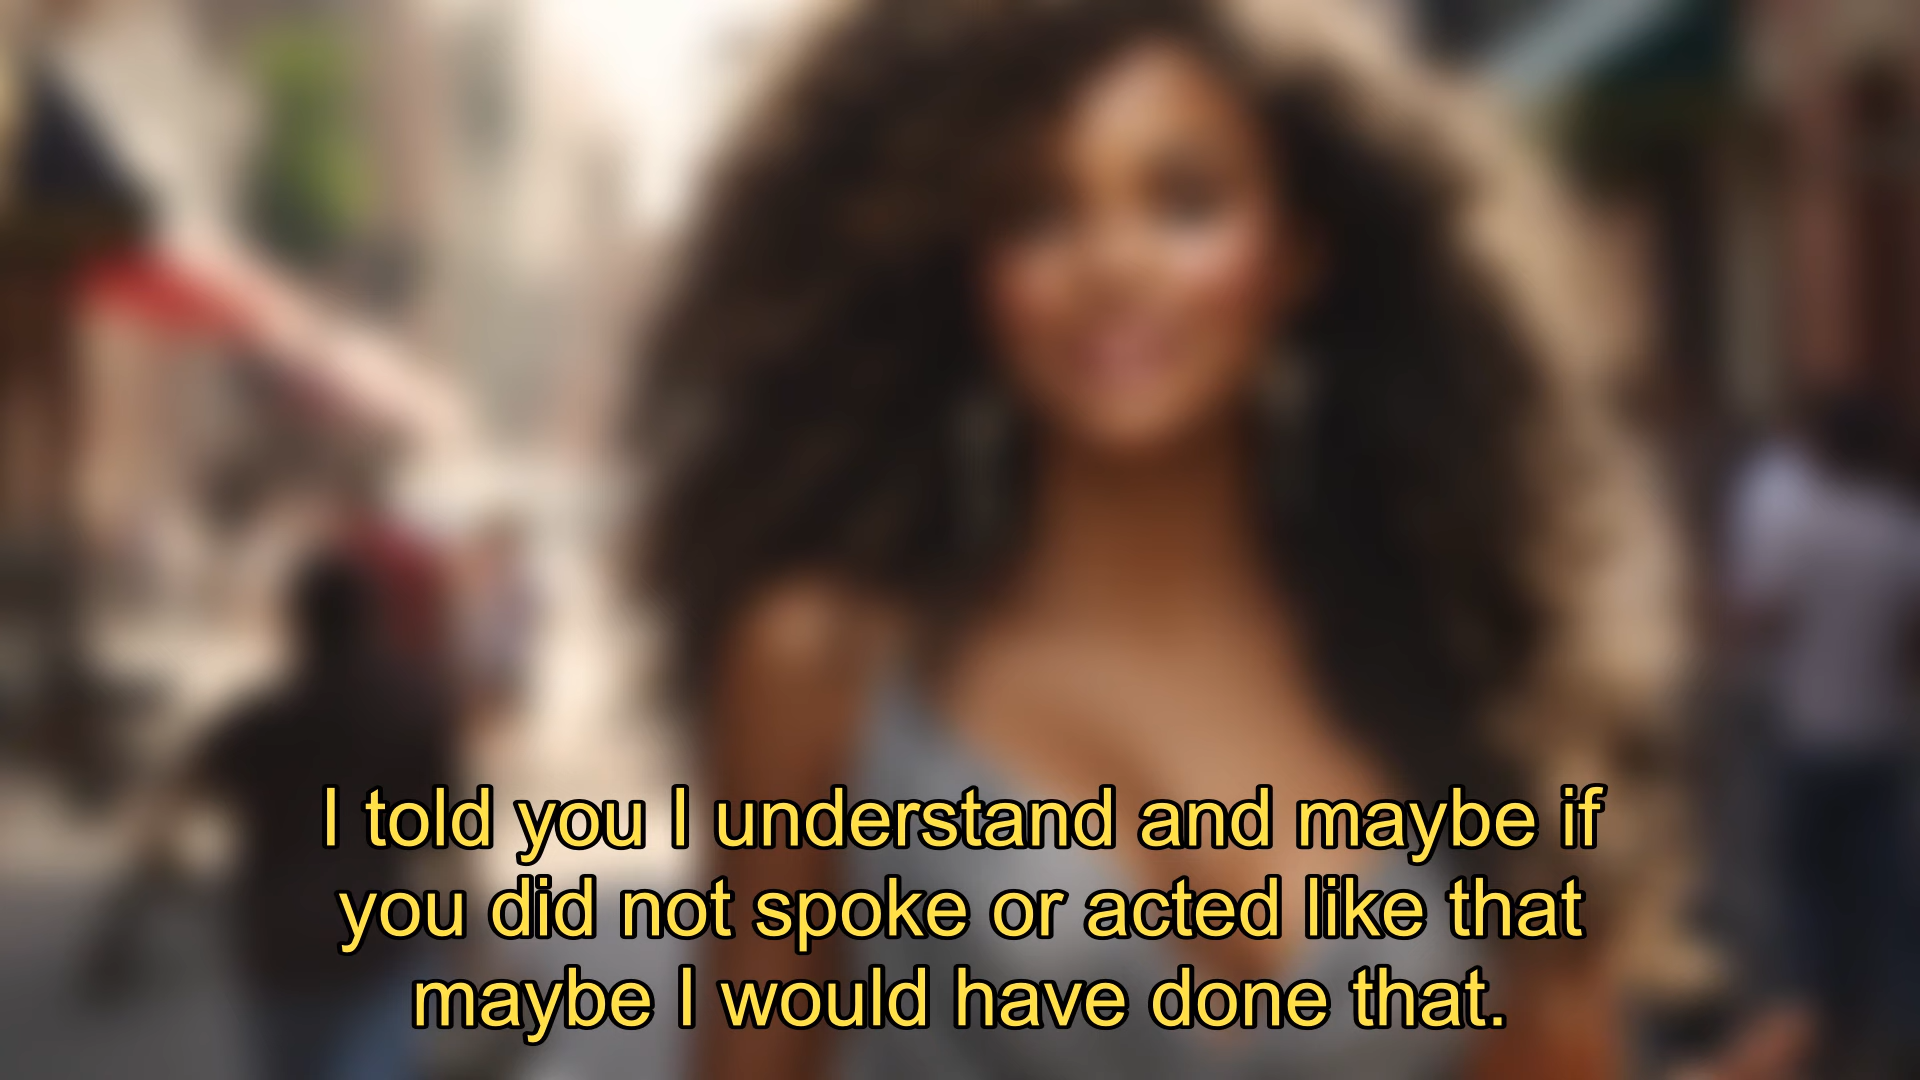 I told you I understand and maybe if
you did not spoke or acted like that
maybe I would have done that.